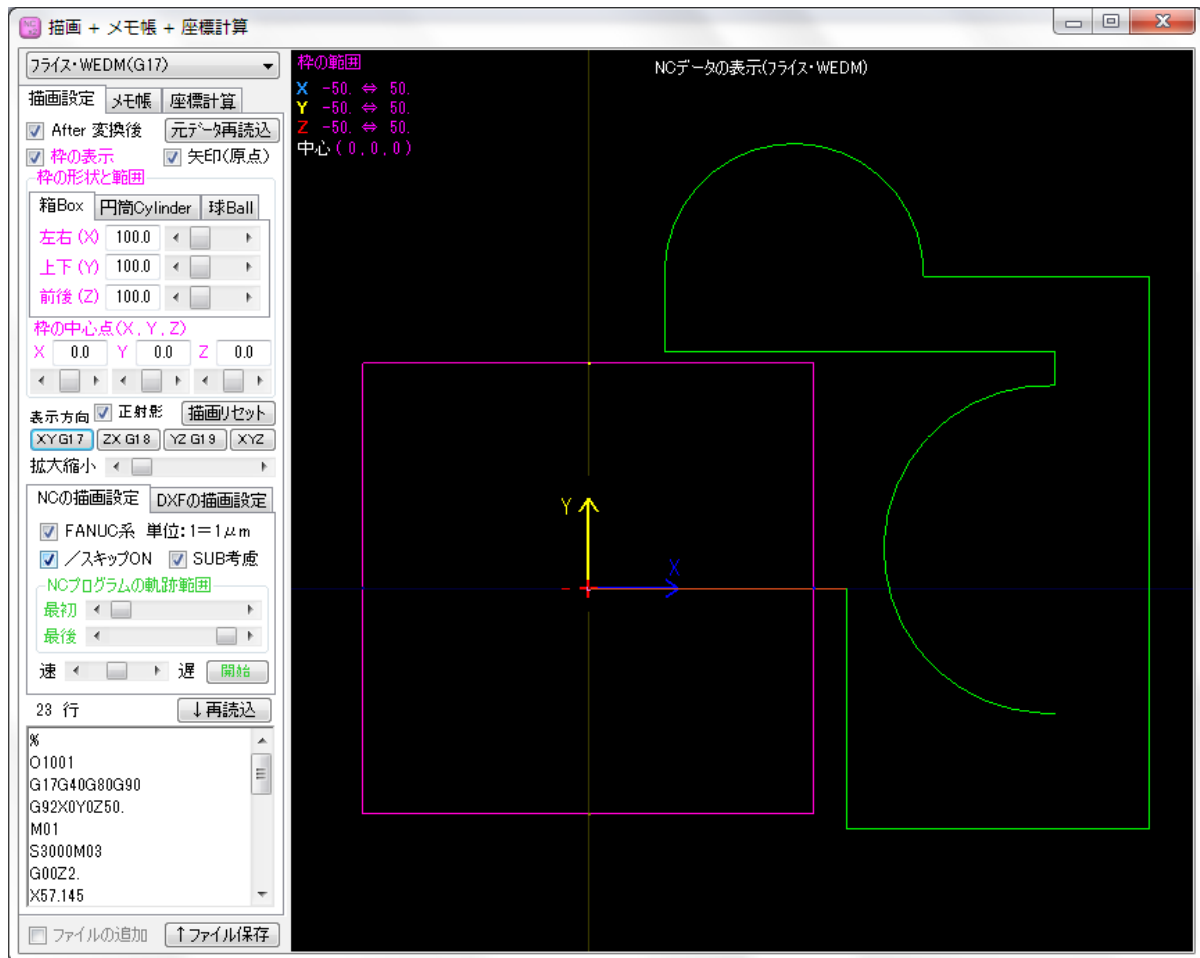 描画 + メモ帳 + 座標計算
フライス・WEDM(G17)
描画設定 メモ帳 座標計算
After 変換後 元データ再読込
枠の表示 矢印(原点)
枠の形状と範囲
箱Box 円筒Cylinder 球Ball
左右(X) 100.0
上下(Y) 100.0
前後(Z) 100.0
枠の中心点(X,Y,Z)
X 0.0 Y 0.0 Z 0.0
表示方向 正射影 描画リセット
XY G17 ZX G18 YZ G19 XYZ
拡大縮小
NCの描画設定 DXFの描画設定
FANUC系 単位:1=1μm
/スキップON SUB考慮
NCプログラムの軌跡範囲
最初
最後
速 遅 開始
23 行 ↓再読込
%
O1001
G17G40G80G90
G92X0Y0Z50.
M01
S3000M03
G00Z2.
X57.145
ファイルの追加 ↑ファイル保存
枠の範囲
X -50. ⇔ 50.
Y -50. ⇔ 50.
Z -50. ⇔ 50.
中心(0,0,0)
NCデータの表示(フライス・WEDM)
Y
X